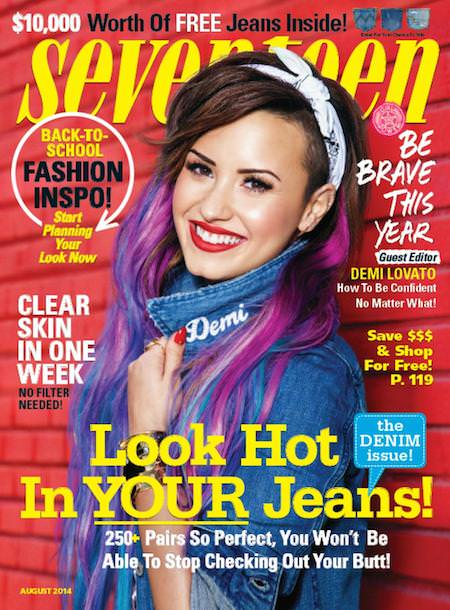 $10,000 Worth Of FREE Jeans Inside!
seventeen
BACK-TO-
SCHOOL
FASHION
INSPO!
Start
Planning
Your
Look Now
BE
BRAVE
THIS
YEAR
Guest Editor
DEMI LOVATO
How To Be Confident
No Matter What!
CLEAR
SKIN
IN ONE
WEEK
NO FILTER
NEEDED!
Demi
Save $$$
& Shop
For Free!
P. 119
the
DENIM
issue!
Look Hot
In YOUR Jeans!
250+ Pairs So Perfect, You Won't Be
Able To Stop Checking Out Your Butt!
AUGUST 2014